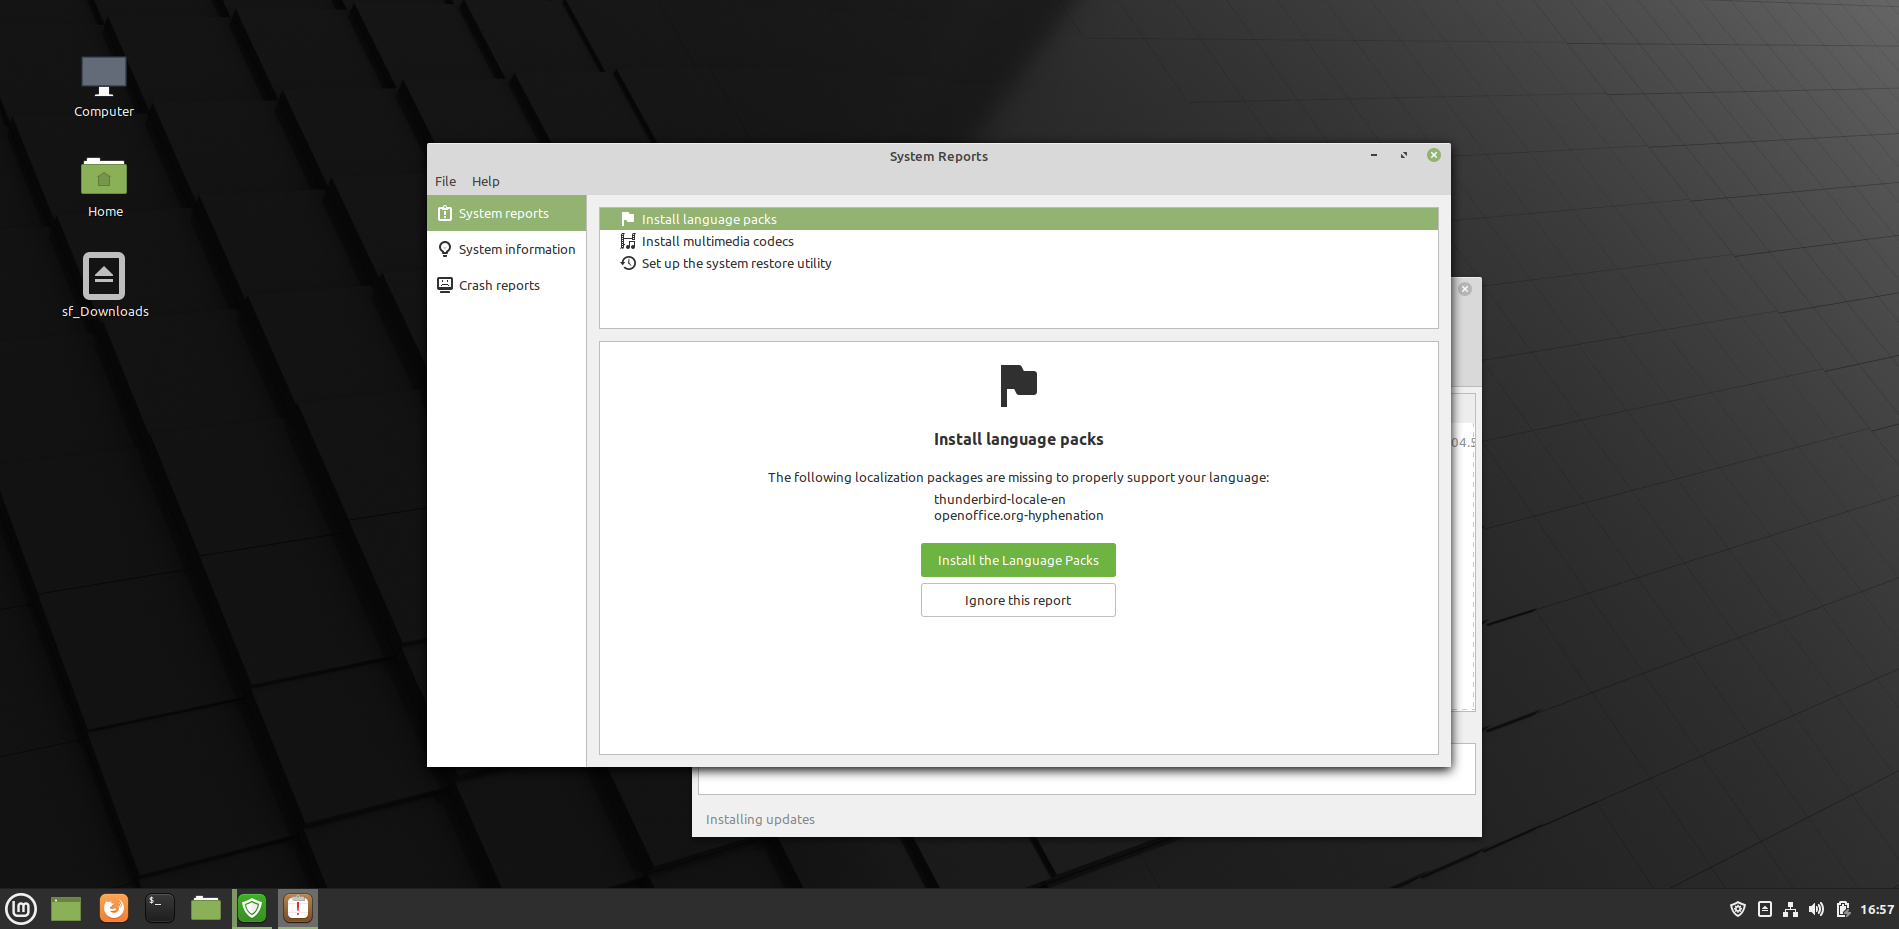 Computer
Home
sf_Downloads
System Reports
File Help
System reports
System information
Crash reports
Install language packs
Install multimedia codecs
Set up the system restore utility
Install language packs
The following localization packages are missing to properly support your language:
thunderbird-locale-en
openoffice.org-hyphenation
Install the Language Packs
Ignore this report
04.5
Installing updates
$_
16:57